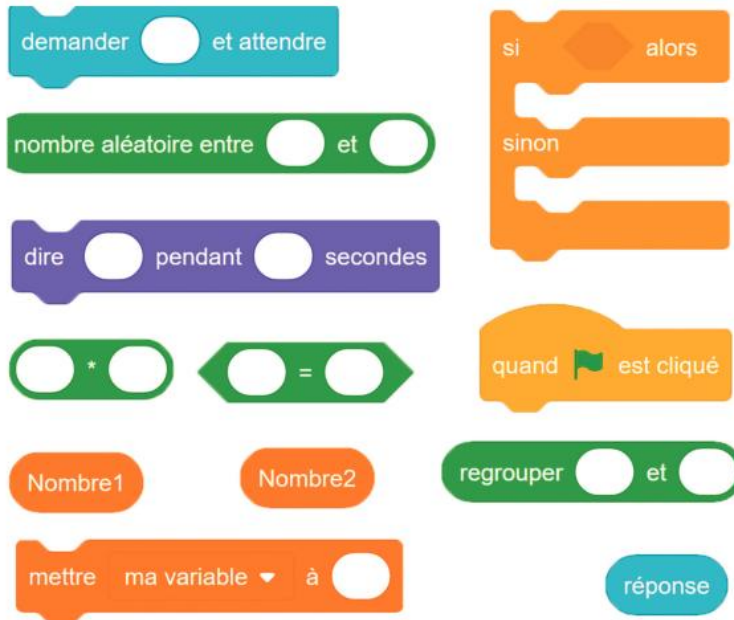 demander et attendre
si alors
sinon
nombre aléatoire entre et
dire pendant secondes
quand est cliqué
*
=
Nombre1
Nombre2
regrouper et
mettre ma variable à
réponse